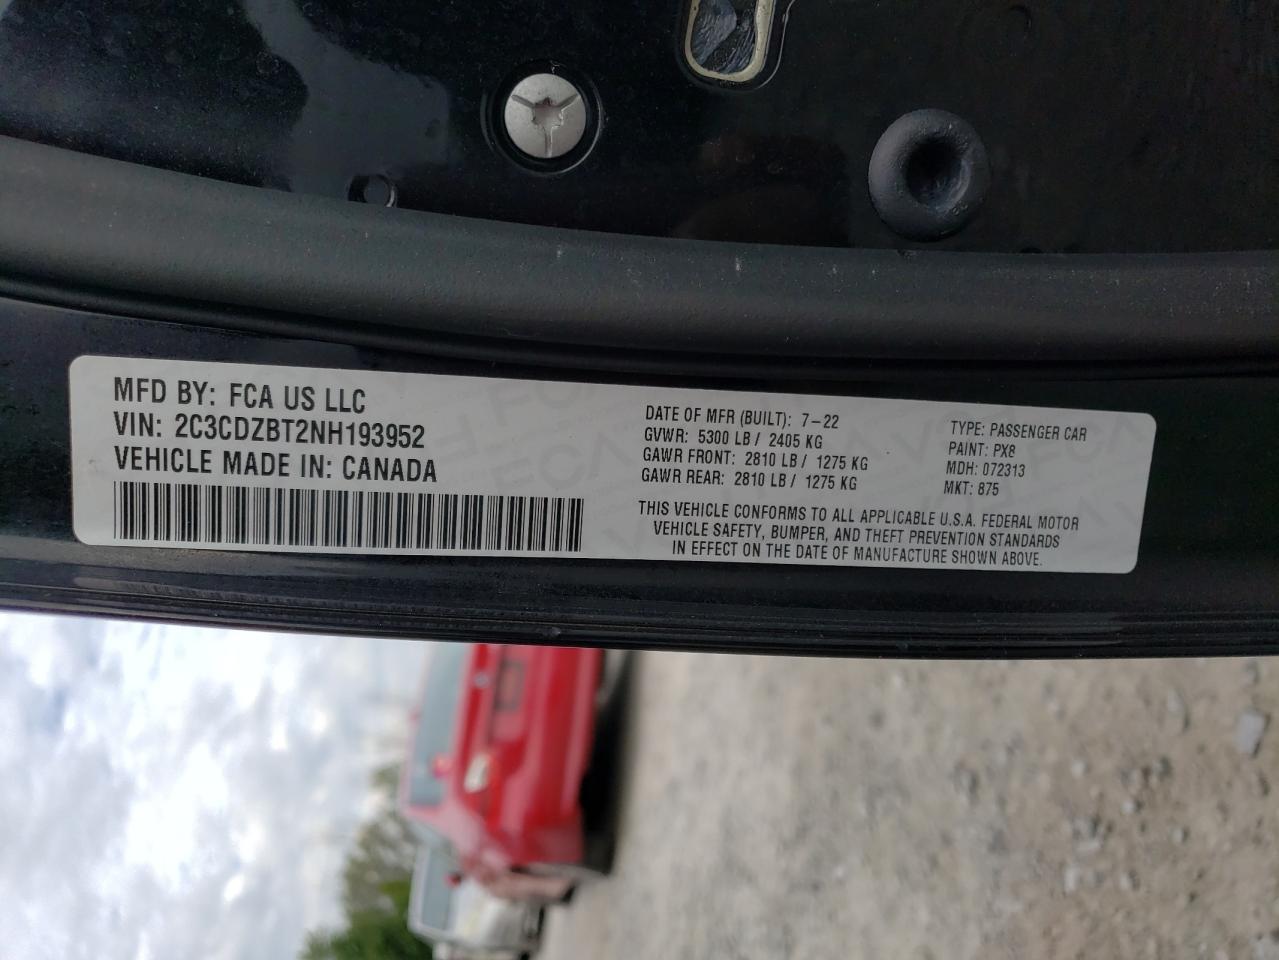 MFD BY: FCA US LLC
VIN: 2C3CDZBT2NH193952
VEHICLE MADE IN: CANADA
DATE OF MFR (BUILT): 7-22
GVWR: 5300 LB / 2405 KG
GAWR FRONT: 2810 LB / 1275 KG
GAWR REAR: 2810 LB / 1275 KG
TYPE: PASSENGER CAR
PAINT: PX8
MDH: 072313
MKT: 875
THIS VEHICLE CONFORMS TO ALL APPLICABLE U.S.A. FEDERAL MOTOR
VEHICLE SAFETY, BUMPER, AND THEFT PREVENTION STANDARDS
IN EFFECT ON THE DATE OF MANUFACTURE SHOWN ABOVE.